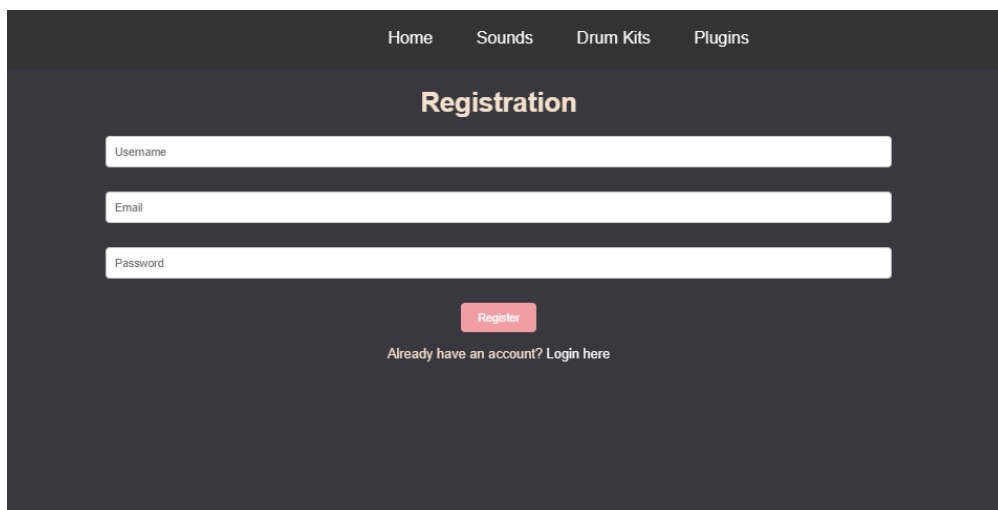 Home Sounds Drum Kits Plugins
Registration
Username
Email
Password
Register
Already have an account? Login here